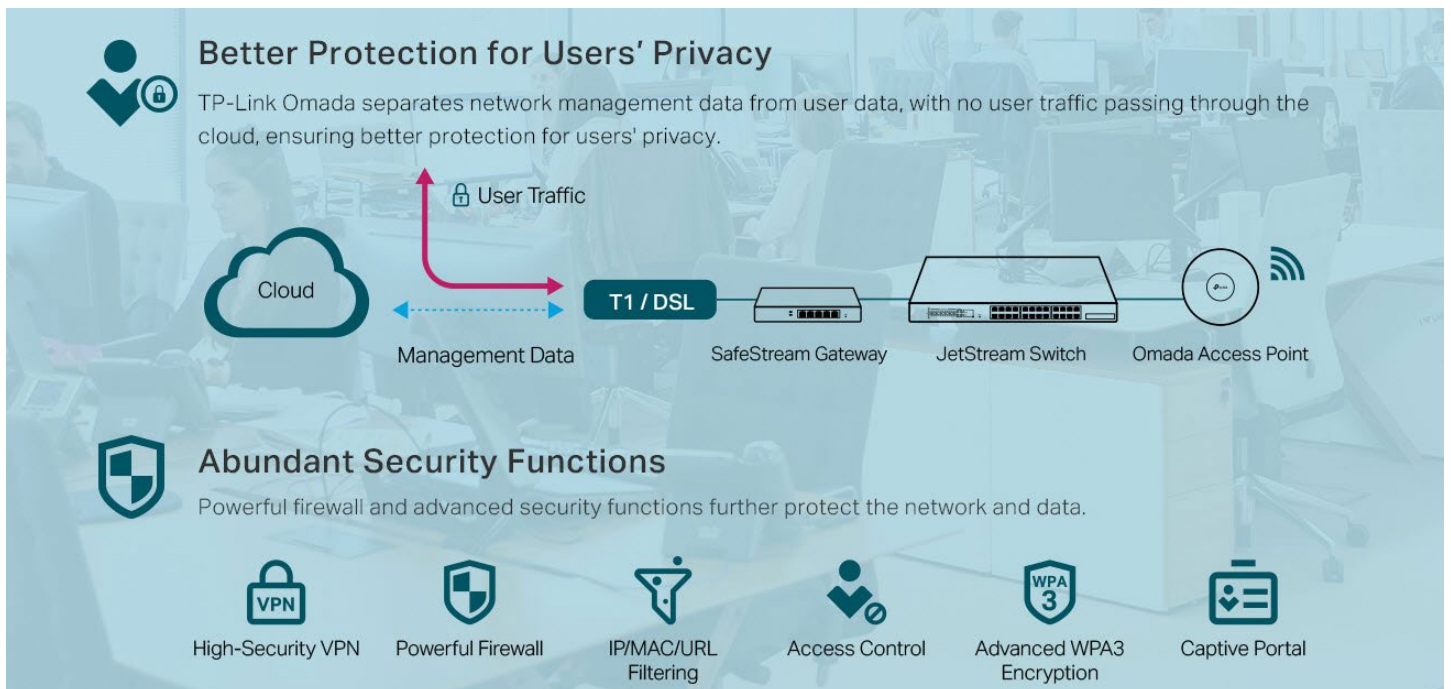 Better Protection for Users' Privacy
TP-Link Omada separates network management data from user data, with no user traffic passing through the
cloud, ensuring better protection for users' privacy.
User Traffic
Cloud
T1 / DSL
Management Data
SafeStream Gateway
JetStream Switch
Omada Access Point
Abundant Security Functions
Powerful firewall and advanced security functions further protect the network and data.
VPN
WPA
3
High-Security VPN
Powerful Firewall
IP/MAC/URL
Filtering
Access Control
Advanced WPA3
Encryption
Captive Portal